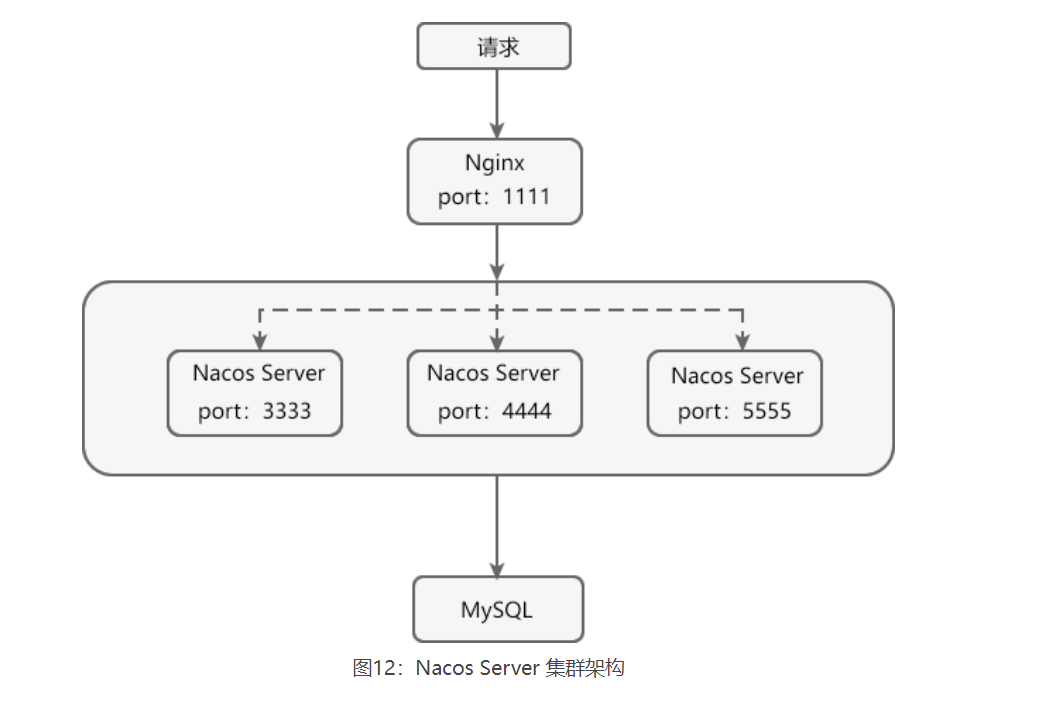 请求
Nginx
port：1111
Nacos Server
port：3333
Nacos Server
port：4444
Nacos Server
port：5555
MySQL
图12：Nacos Server 集群架构